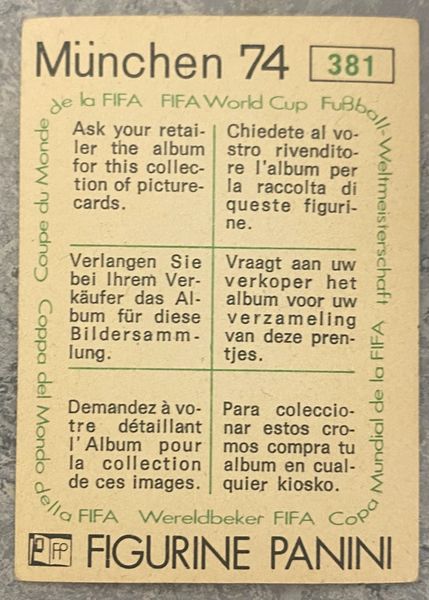 München 74
381
de la FIFA FIFA World Cup Fußball-Weltmeisterschaft
Ask your retai-
ler the album
for this collec-
tion of picture-
cards.
Chiedete al vo-
stro rivendito-
re l'album per
la raccolta di
queste figuri-
ne.
Verlangen Sie
bei Ihrem Ver-
käufer das Al-
bum für diese
Bildersamm-
lung.
Vraagt aan uw
verkoper het
album voor uw
verzameling
van deze pren-
tjes.
Demandez à vo-
tre détaillant
l'Album pour
la collection
de ces images.
Para coleccio-
nar estos cro-
mos compra tu
album en cual-
quier kiosko.
Coupe du Monde
Coppa del Mondo della FIFA Wereldbeker FIFA Copa Mundial de la FIFA
FP FIGURINE PANINI